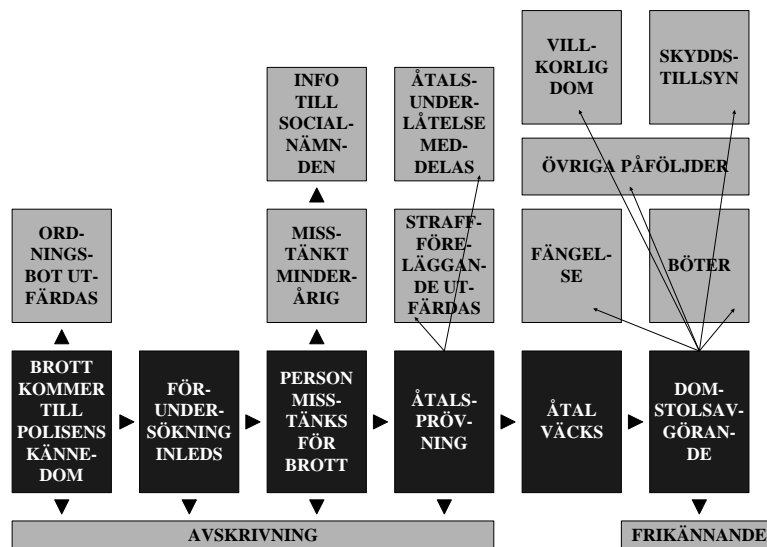 VILL-
KORLIG
DOM
SKYDDS-
TILLSYN
INFO
TILL
SOCIAL-
NÄMN-
DEN
ÅTALS-
UNDER-
LÅTELSE
MED-
DELAS
ÖVRIGA PÅFÖLJDER
ORD-
NINGS-
BOT UT-
FÄRDAS
MISS-
TÄNKT
MINDER-
ÅRIG
STRAFF-
FÖRE-
LÄGGAN-
DE UT-
FÄRDAS
FÄNGEL-
SE
BÖTER
BROTT
KOMMER
TILL
POLISENS
KÄNNE-
DOM
FÖR-
UNDER-
SÖKNING
INLEDS
PERSON
MISS-
TÄNKS
FÖR
BROTT
ÅTALS-
PRÖV-
NING
ÅTAL
VÄCKS
DOM-
STOLSAV-
GÖRAN-
DE
AVSKRIVNING
FRIKÄNNANDE